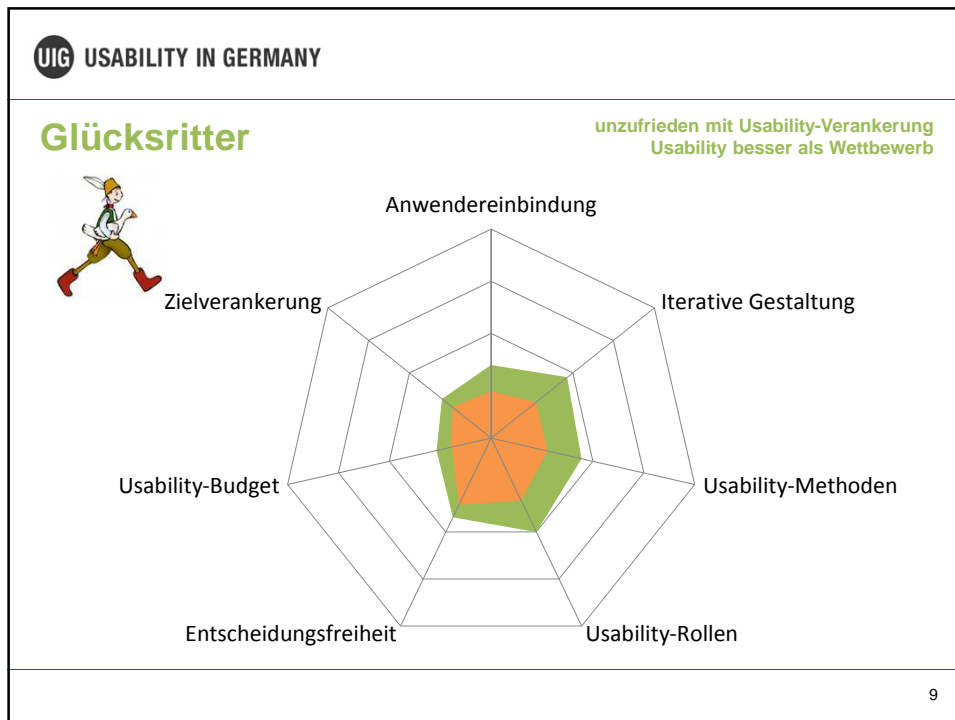 UIG USABILITY IN GERMANY
Glücksritter
unzufrieden mit Usability-Verankerung
Usability besser als Wettbewerb
Anwendereinbindung
Zielverankerung
Iterative Gestaltung
Usability-Budget
Usability-Methoden
Entscheidungsfreiheit
Usability-Rollen
9